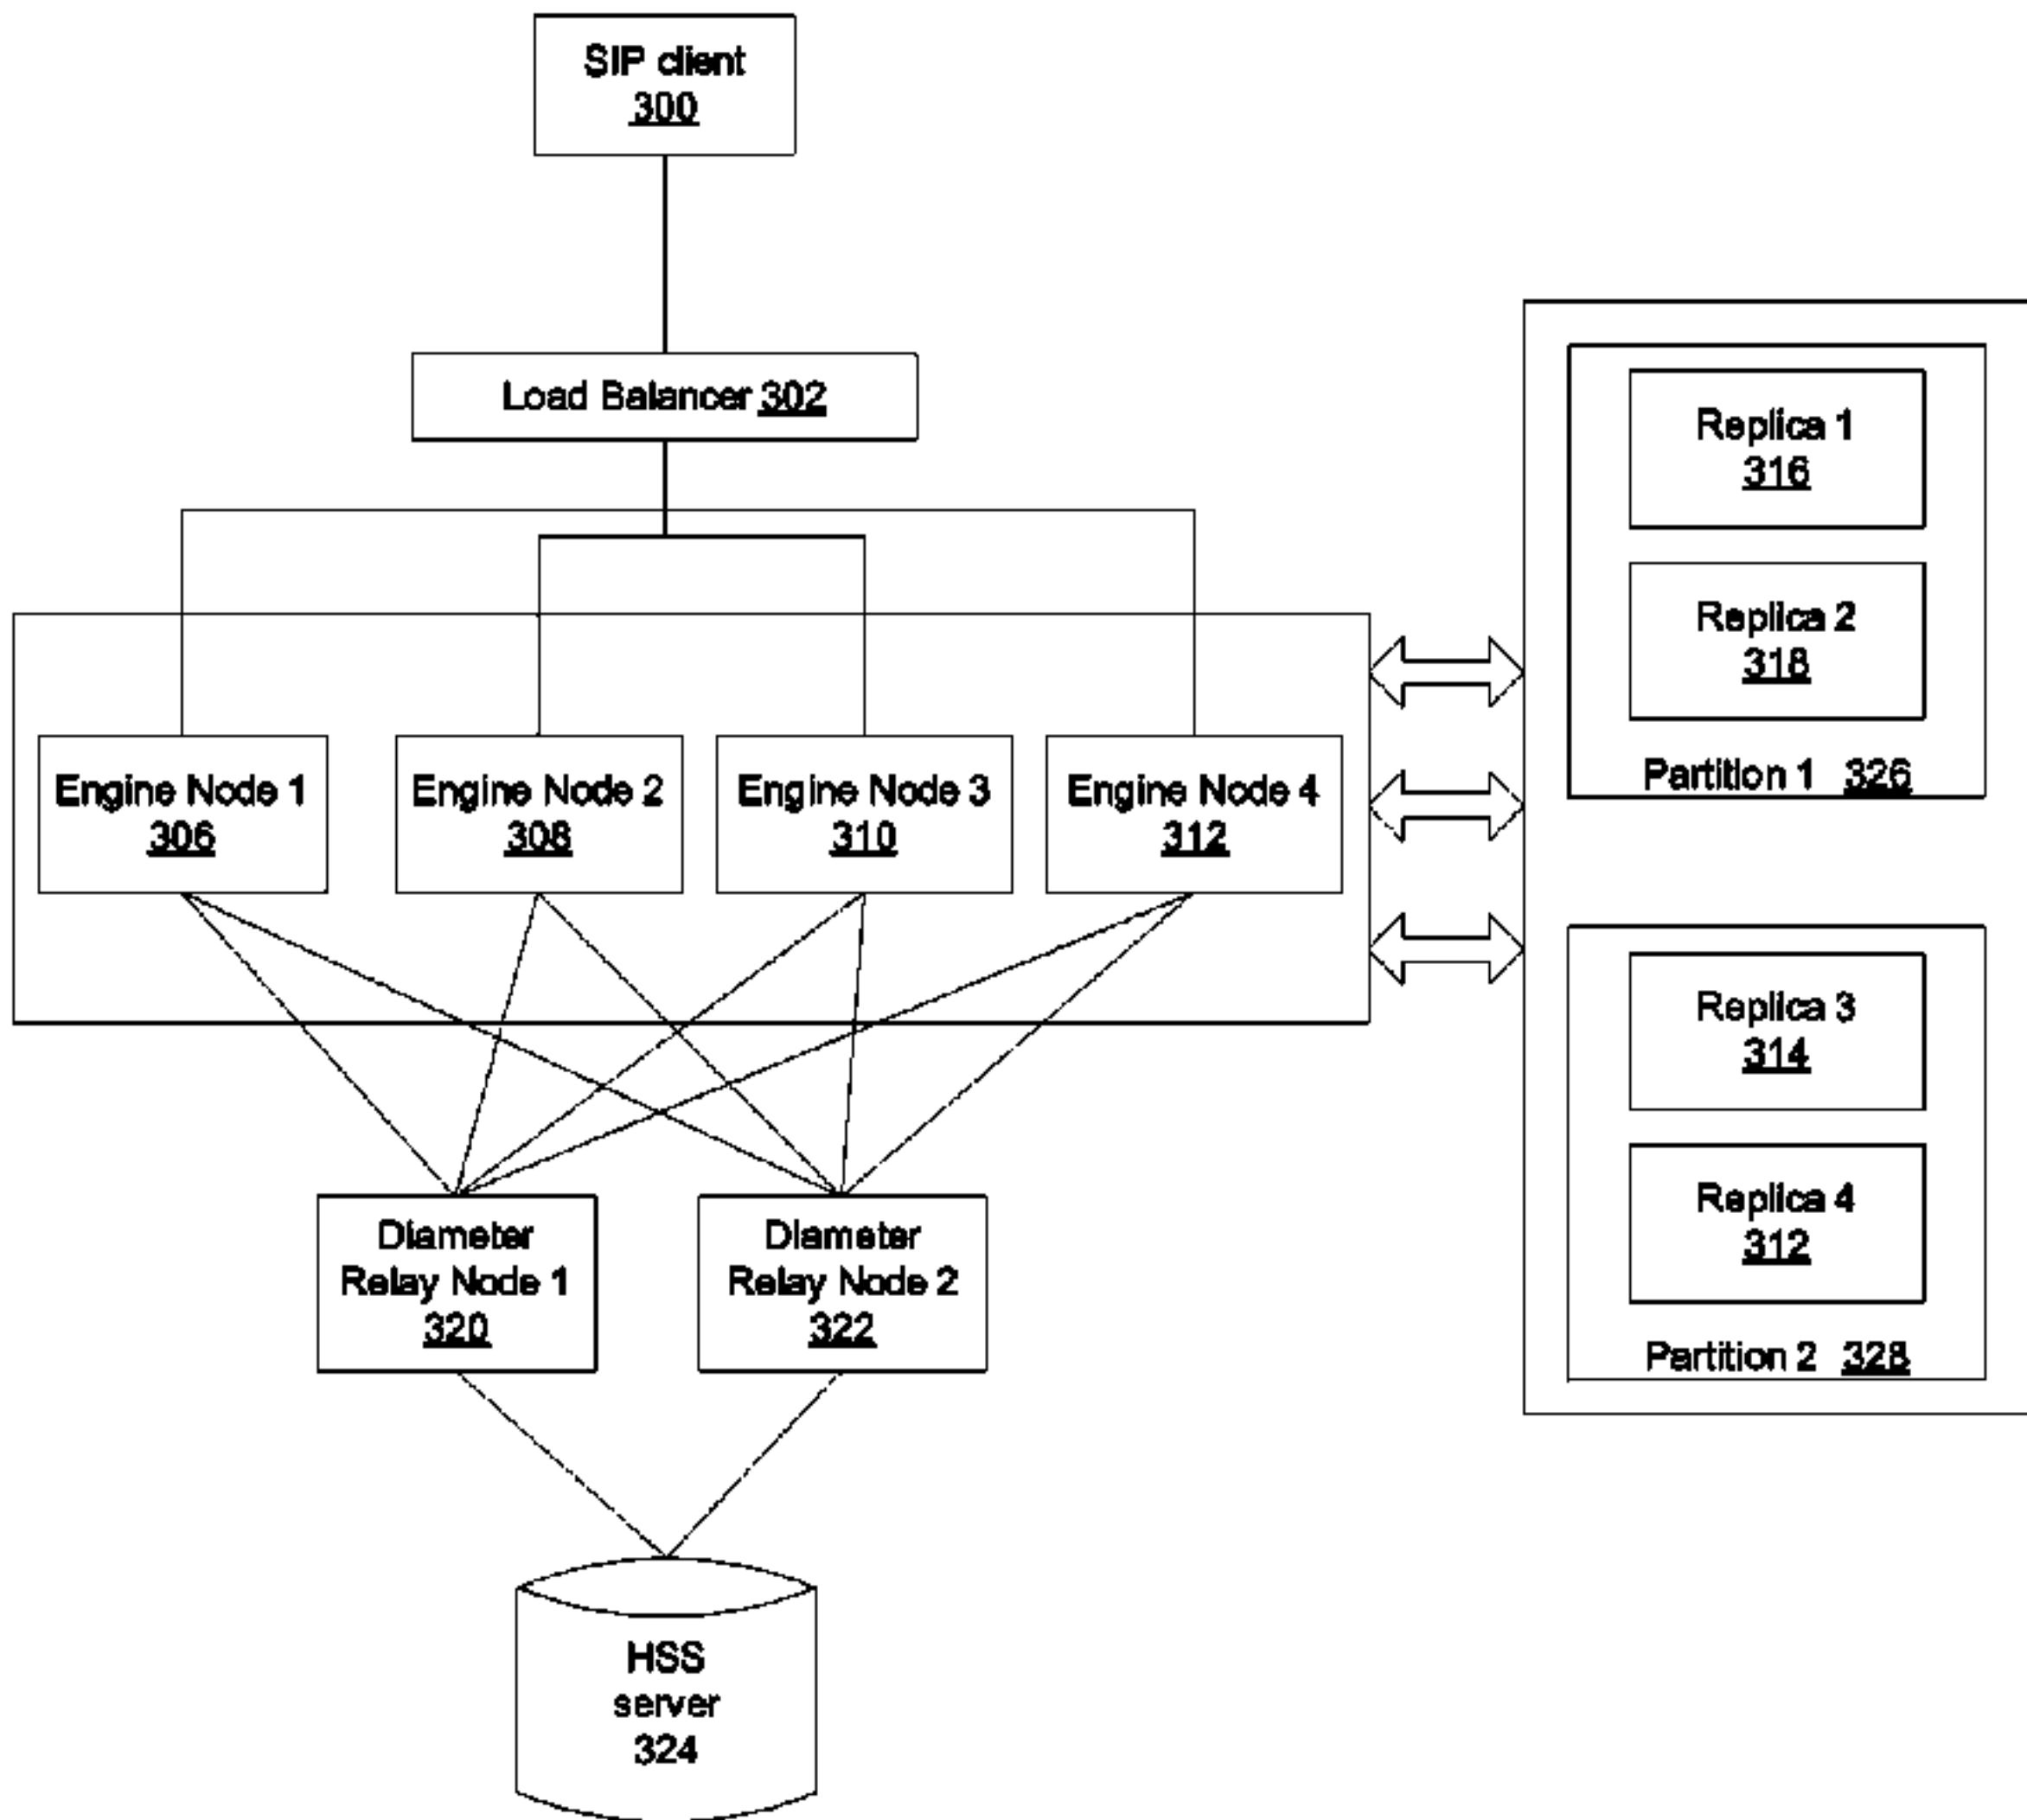 SIP client
300
Load Balancer 302
Engine Node 1
306
Engine Node 2
308
Engine Node 3
310
Engine Node 4
312
Diameter
Relay Node 1
320
Diameter
Relay Node 2
322
HSS
server
324
Replica 1
316
Replica 2
318
Partition 1 326
Replica 3
314
Replica 4
312
Partition 2 328